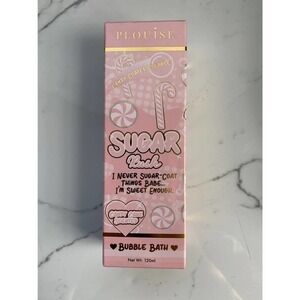 PLOUISE
SUGAR
Rush
I NEVER SUGAR-COAT
THINGS BABE...
I'M SWEET ENOUGH.
BUBBLE BATH
Net Wt. 120ml